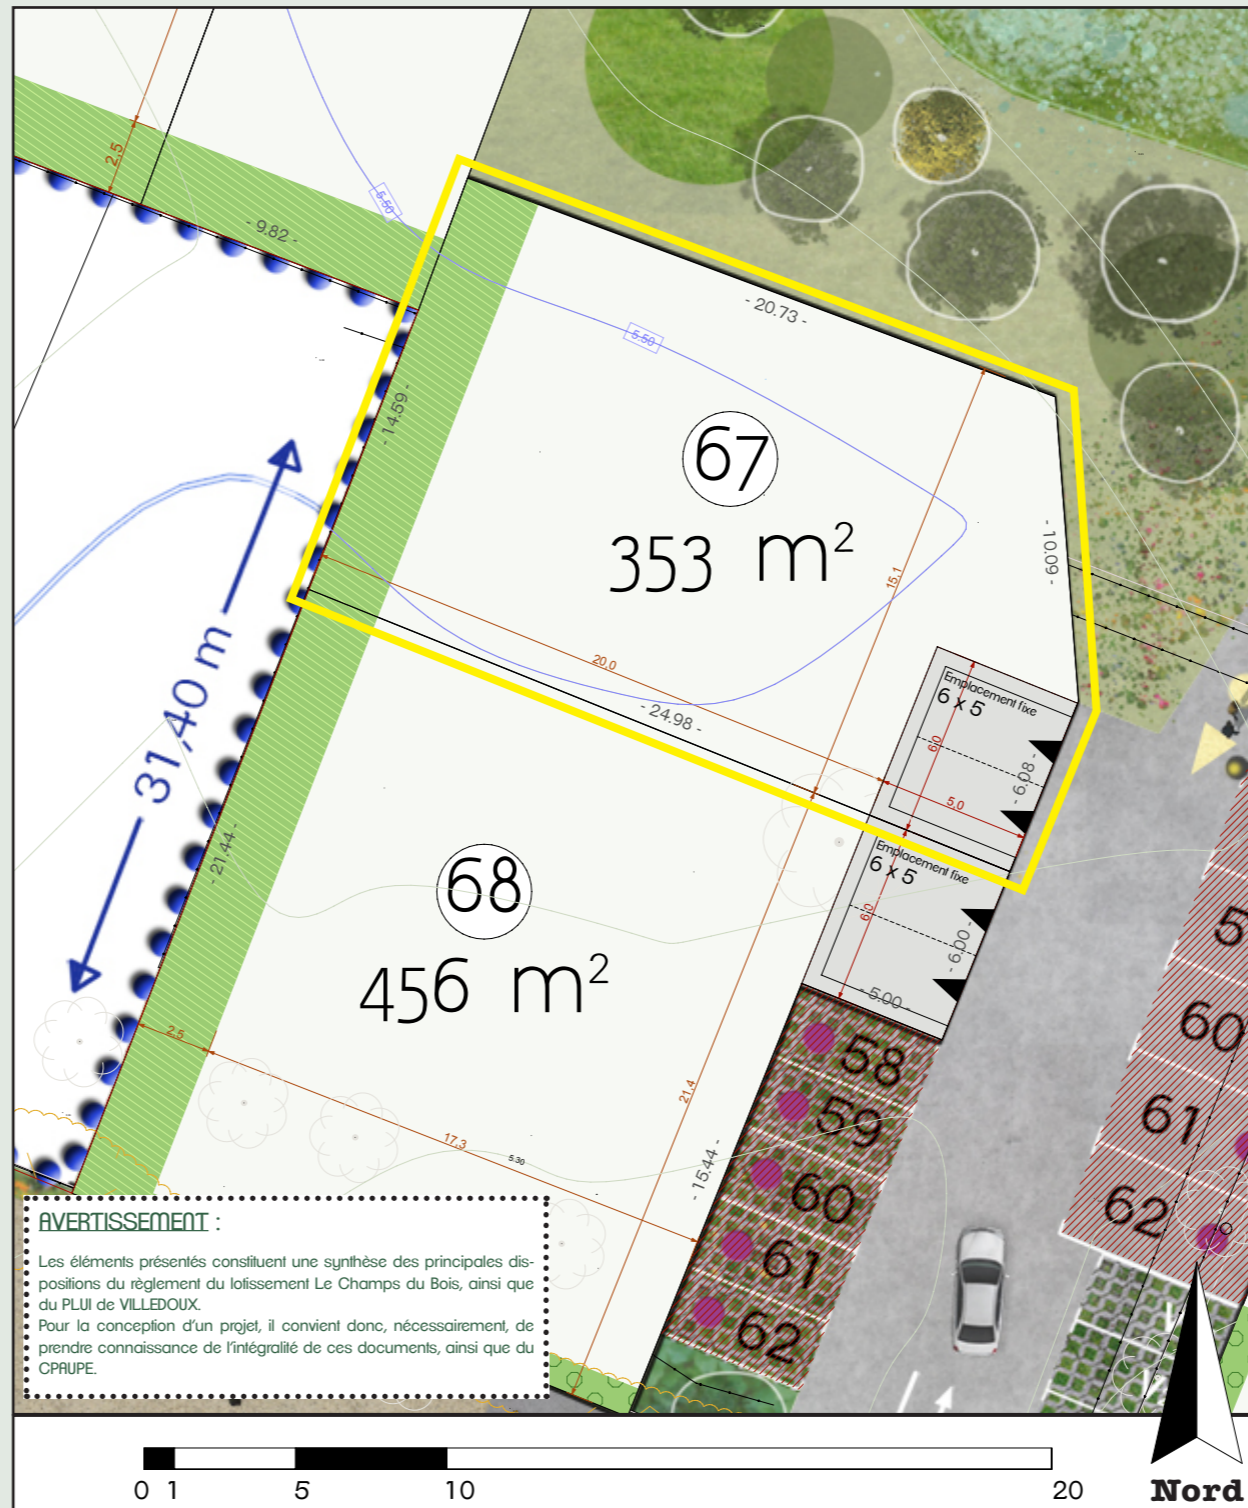 2,5
5.50
- 9.82 -
- 20.73 -
5.50
- 14.59 -
67
353 m²
- 10.09 -
15,1
31,40 m
20,0
- 24.98 -
Emplacement fixe
6 x 5
6,0
- 6.08 -
5,0
Emplacement fixe
6 x 5
6,0
- 6.00 -
- 5.00 -
- 21.44 -
68
456 m²
2,5
17,3
5.30
21,4
- 15.44 -
58
59
60
61
62
5
60
61
62
AVERTISSEMENT :
Les éléments présentés constituent une synthèse des principales dis-
positions du règlement du lotissement Le Champs du Bois, ainsi que
du PLUI de VILLEDOUX.
Pour la conception d'un projet, il convient donc, nécessairement, de
prendre connaissance de l'intégralité de ces documents, ainsi que du
CPAUPE.
0 1 5 10 20
Nord